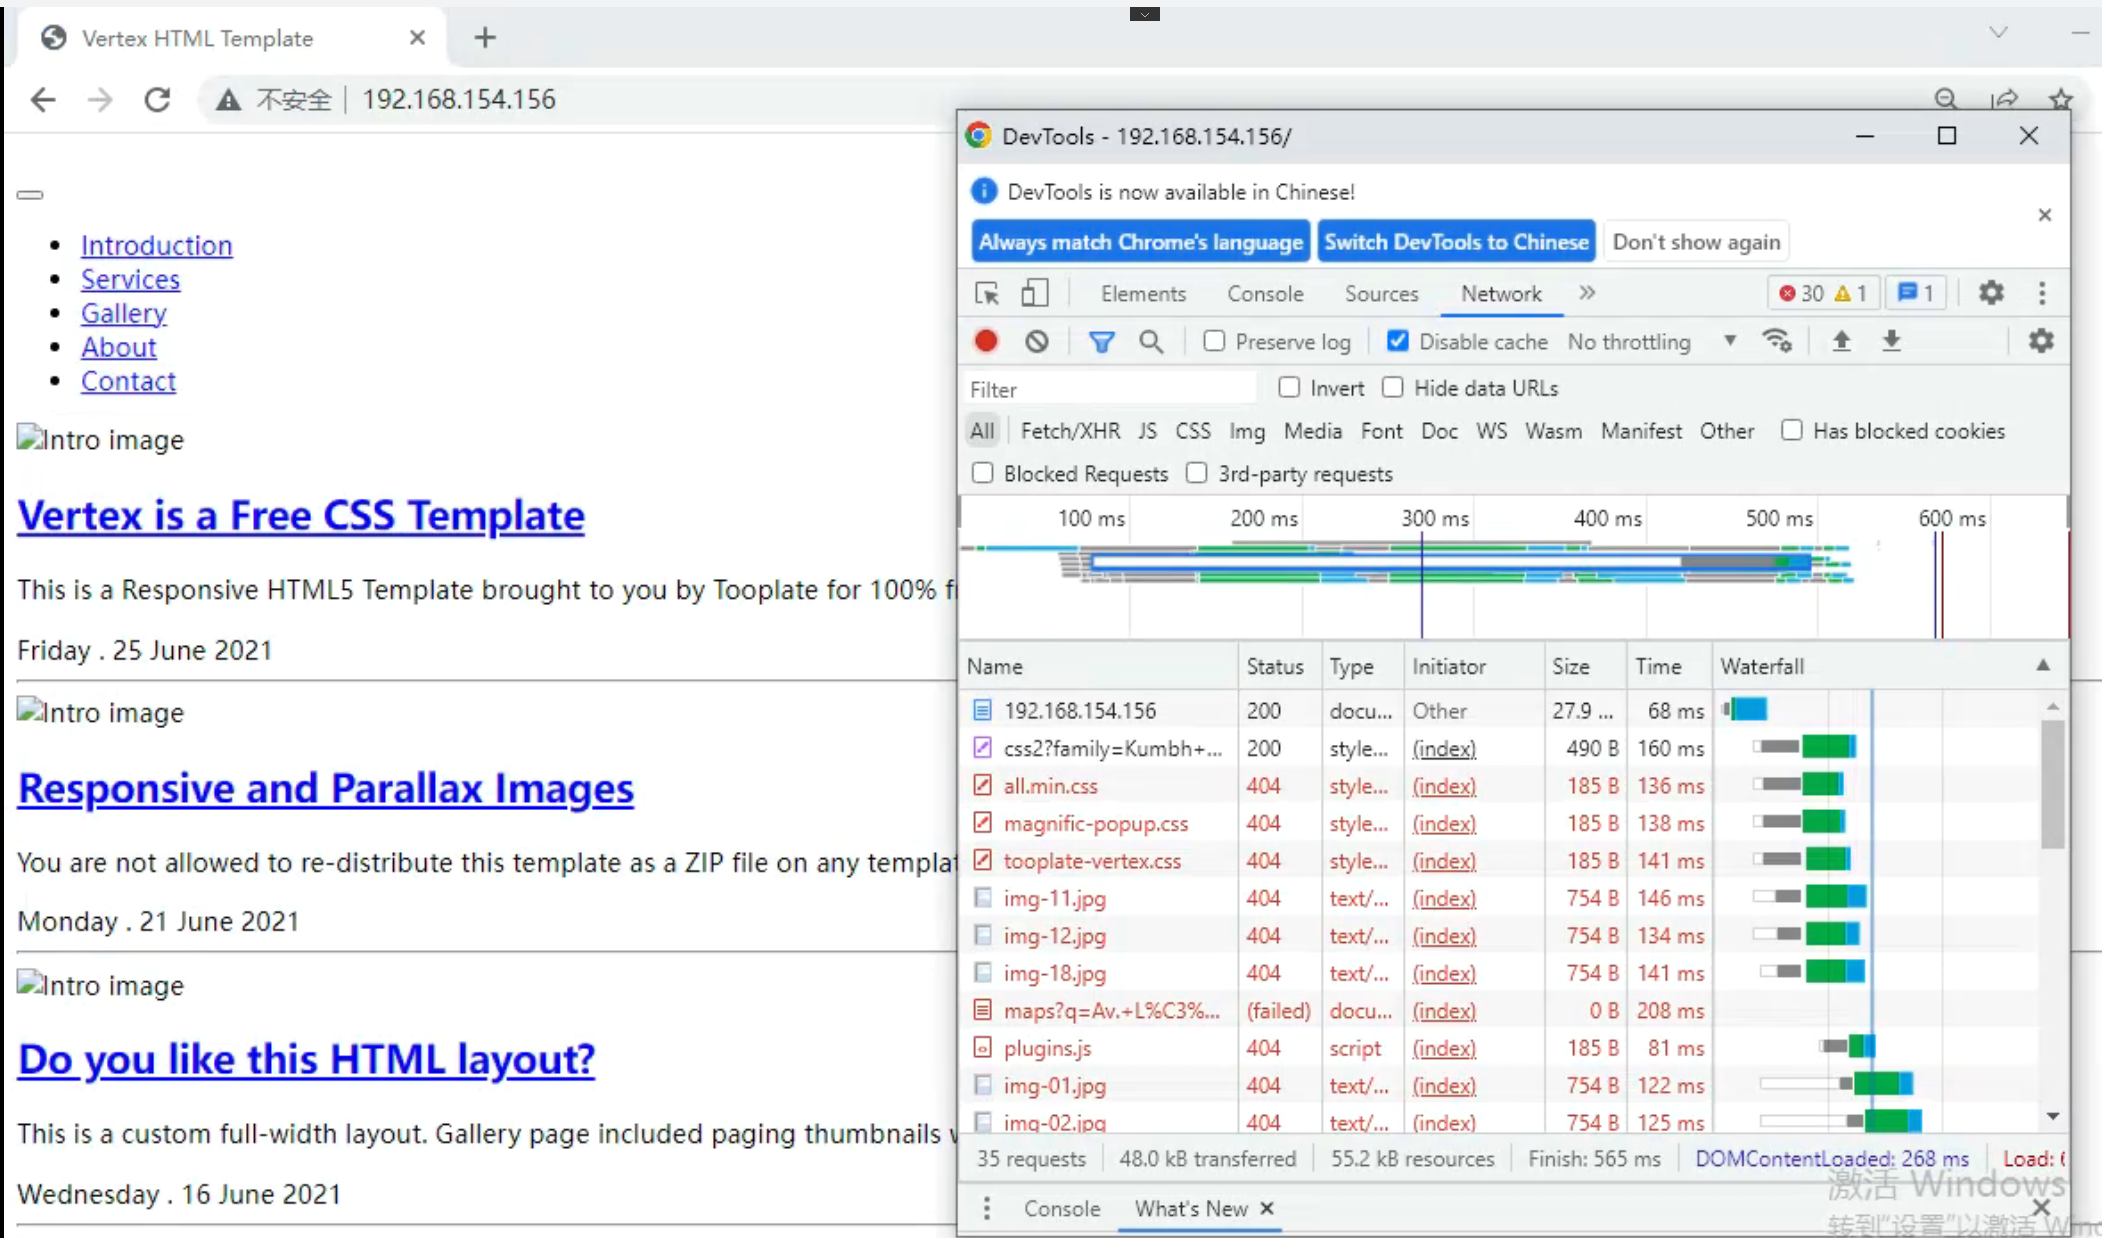 Vertex HTML Template
不安全 192.168.154.156
Introduction
Services
Gallery
About
Contact
Intro image
Vertex is a Free CSS Template
This is a Responsive HTML5 Template brought to you by Tooplate for 100%
Friday . 25 June 2021
Intro image
Responsive and Parallax Images
You are not allowed to re-distribute this template as a ZIP file on any templat
Monday . 21 June 2021
Intro image
Do you like this HTML layout?
This is a custom full-width layout. Gallery page included paging thumbnails
Wednesday . 16 June 2021
DevTools - 192.168.154.156/
DevTools is now available in Chinese!
Always match Chrome's language Switch DevTools to Chinese Don't show again
Elements Console Sources Network 30 1 1
Preserve log Disable cache No throttling
Filter Invert Hide data URLs
All Fetch/XHR JS CSS Img Media Font Doc WS Wasm Manifest Other Has blocked cookies
Blocked Requests 3rd-party requests
100 ms 200 ms 300 ms 400 ms 500 ms 600 ms
Name Status Type Initiator Size Time Waterfall
192.168.154.156 200 docu... Other 27.9 ... 68 ms
css2?family=Kumbh+... 200 style... (index) 490 B 160 ms
all.min.css 404 style... (index) 185 B 136 ms
magnific-popup.css 404 style... (index) 185 B 138 ms
tooplate-vertex.css 404 style... (index) 185 B 141 ms
img-11.jpg 404 text/... (index) 754 B 146 ms
img-12.jpg 404 text/... (index) 754 B 134 ms
img-18.jpg 404 text/... (index) 754 B 141 ms
maps?q=Av.+L%C3%... (failed) docu... (index) 0 B 208 ms
plugins.js 404 script (index) 185 B 81 ms
img-01.jpg 404 text/... (index) 754 B 122 ms
img-02.jpg 404 text/... (index) 754 B 125 ms
35 requests 48.0 kB transferred 55.2 kB resources Finish: 565 ms DOMContentLoaded: 268 ms Load:
Console What's New
激活 Windows
转到"设置"以激活 Win